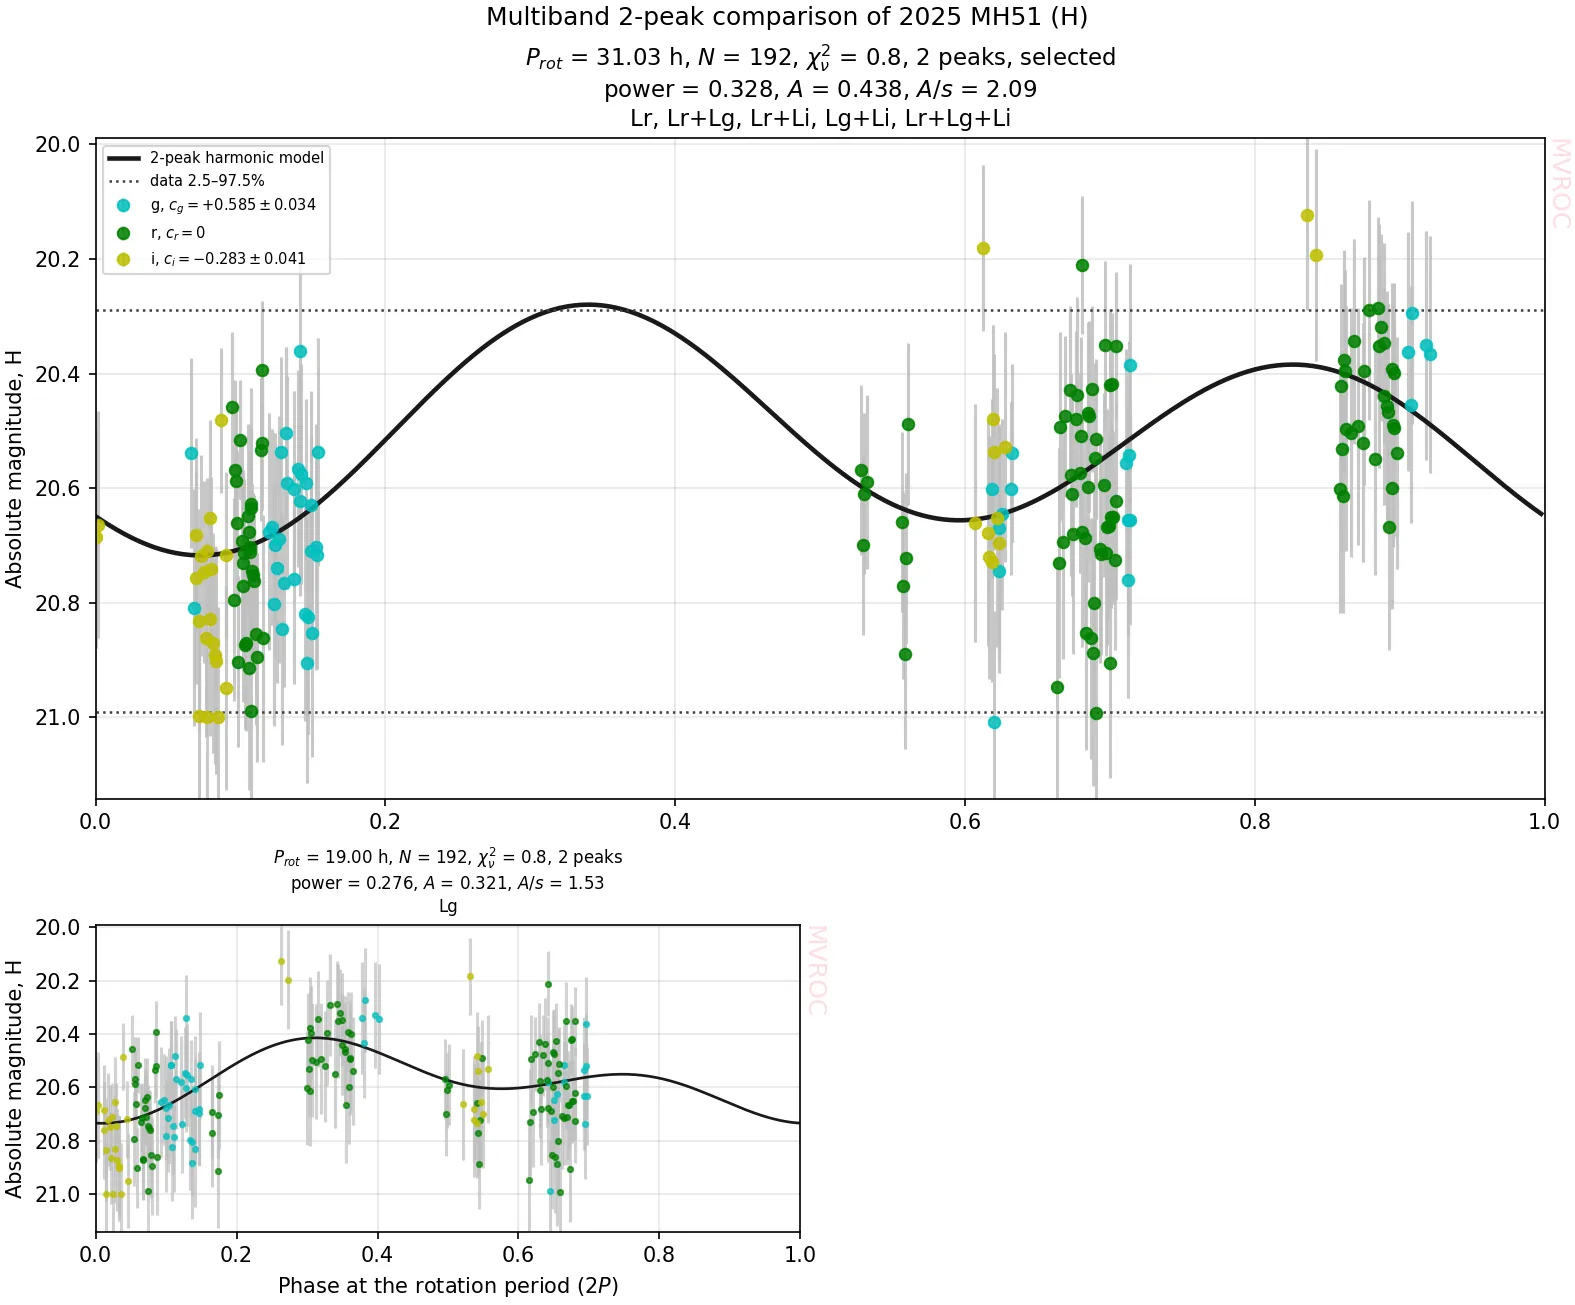 Multiband 2-peak comparison of 2025 MH51 (H)
P_rot = 31.03 h, N = 192, χ²_ν = 0.8, 2 peaks, selected
power = 0.328, A = 0.438, A/s = 2.09
Lr, Lr+Lg, Lr+Li, Lg+Li, Lr+Lg+Li
2-peak harmonic model
data 2.5–97.5%
g, c_g = +0.585 ± 0.034
r, c_r = 0
i, c_i = −0.283 ± 0.041
Absolute magnitude, H
20.0
20.2
20.4
20.6
20.8
21.0
0.0 0.2 0.4 0.6 0.8 1.0
MVROC
P_rot = 19.00 h, N = 192, χ²_ν = 0.8, 2 peaks
power = 0.276, A = 0.321, A/s = 1.53
Lg
Absolute magnitude, H
20.0
20.2
20.4
20.6
20.8
21.0
0.0 0.2 0.4 0.6 0.8 1.0
Phase at the rotation period (2P)
MVROC